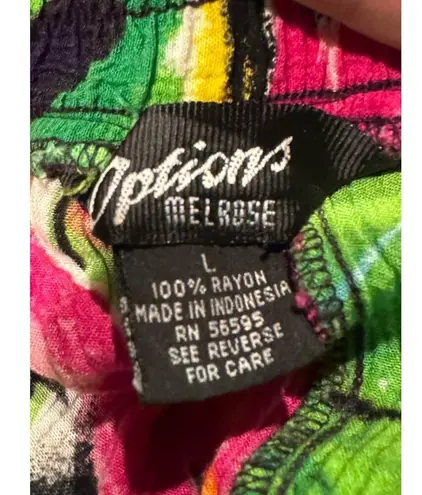 Options
MELROSE
L
100% RAYON
MADE IN INDONESIA
RN 56595
SEE REVERSE
FOR CARE